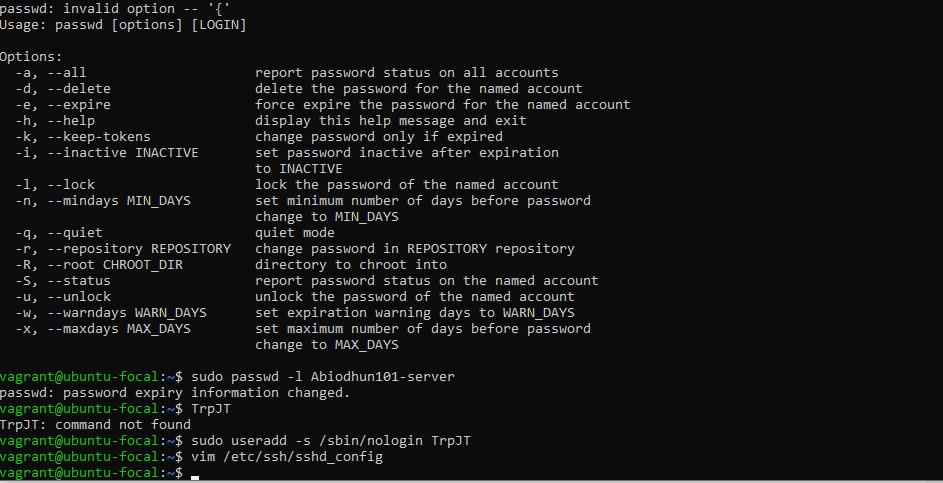 passwd: invalid option -- '{'
Usage: passwd [options] [LOGIN]
Options:
-a, --all report password status on all accounts
-d, --delete delete the password for the named account
-e, --expire force expire the password for the named account
-h, --help display this help message and exit
-k, --keep-tokens change password only if expired
-i, --inactive INACTIVE set password inactive after expiration
to INACTIVE
-l, --lock lock the password of the named account
-n, --mindays MIN_DAYS set minimum number of days before password
change to MIN_DAYS
-q, --quiet quiet mode
-r, --repository REPOSITORY change password in REPOSITORY repository
-R, --root CHROOT_DIR directory to chroot into
-S, --status report password status on the named account
-u, --unlock unlock the password of the named account
-w, --warndays WARN_DAYS set expiration warning days to WARN_DAYS
-x, --maxdays MAX_DAYS set maximum number of days before password
change to MAX_DAYS
vagrant@ubuntu-focal:~$ sudo passwd -l Abiodhun101-server
passwd: password expiry information changed.
vagrant@ubuntu-focal:~$ TrpJT
TrpJT: command not found
vagrant@ubuntu-focal:~$ sudo useradd -s /sbin/nologin TrpJT
vagrant@ubuntu-focal:~$ vim /etc/ssh/sshd_config
vagrant@ubuntu-focal:~$